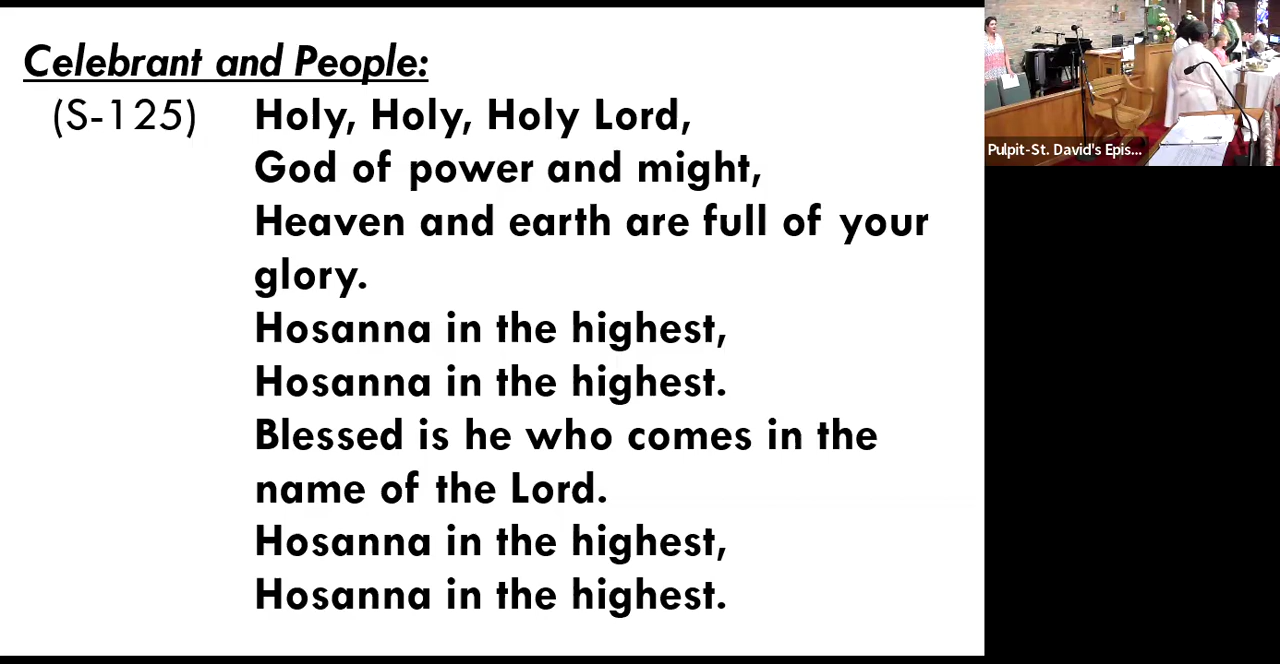 Celebrant and People:
(S-125) Holy, Holy, Holy Lord,
God of power and might,
Heaven and earth are full of your
glory.
Hosanna in the highest,
Hosanna in the highest.
Blessed is he who comes in the
name of the Lord.
Hosanna in the highest,
Hosanna in the highest.
Pulpit-St. David's Epis...